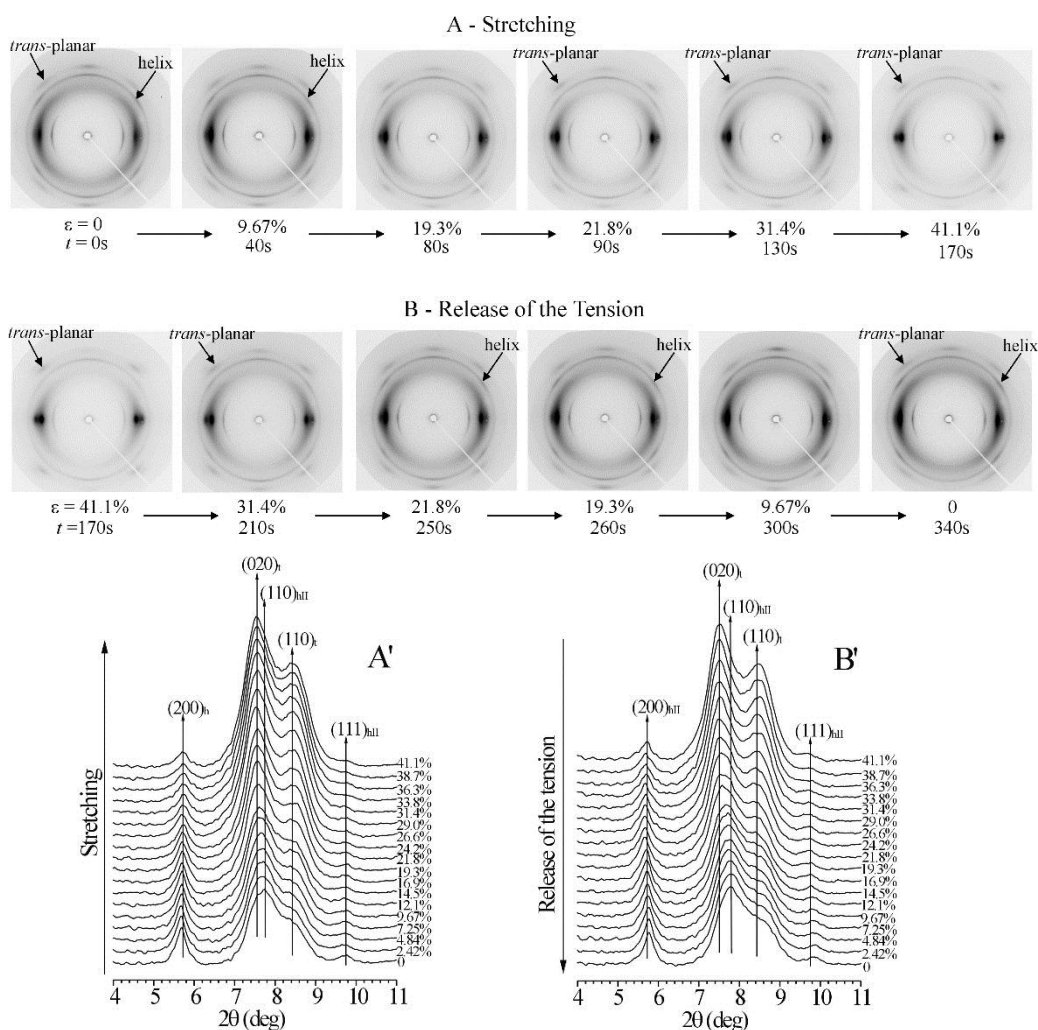 A - Stretching
trans-planar
helix
helix
trans-planar
trans-planar
trans-planar
ε = 0
t = 0s
9.67%
40s
19.3%
80s
21.8%
90s
31.4%
130s
41.1%
170s
B - Release of the Tension
trans-planar
trans-planar
helix
helix
trans-planar
helix
ε = 41.1%
t =170s
31.4%
210s
21.8%
250s
19.3%
260s
9.67%
300s
0
340s
A'
Stretching
(020)t
(110)hII
(110)t
(200)h
(111)hII
41.1%
38.7%
36.3%
33.8%
31.4%
29.0%
26.6%
24.2%
21.8%
19.3%
16.9%
14.5%
12.1%
9.67%
7.25%
4.84%
2.42%
0
4 5 6 7 8 9 10 11
2θ (deg)
B'
Release of the tension
(020)t
(110)hII
(110)t
(200)hII
(111)hII
41.1%
38.7%
36.3%
33.8%
31.4%
29.0%
26.6%
24.2%
21.8%
19.3%
16.9%
14.5%
12.1%
9.67%
7.25%
4.84%
2.42%
0
4 5 6 7 8 9 10 11
2θ (deg)